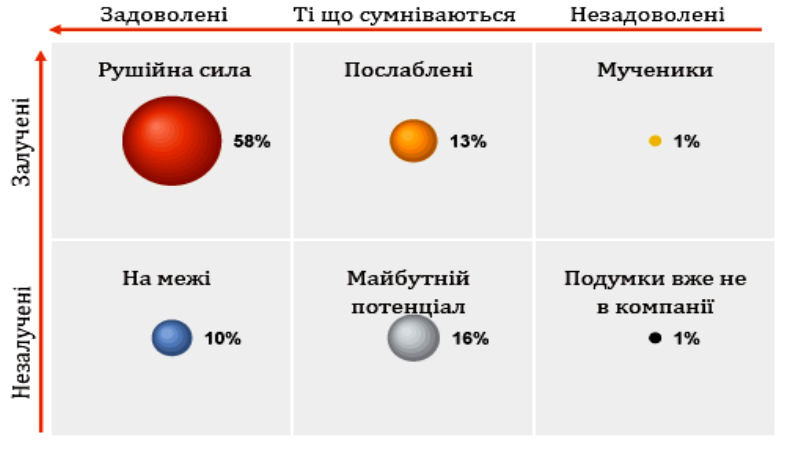 Задоволені
Ті що сумніваються
Незадоволені
Залучені
Рушійна сила
58%
Послаблені
13%
Мученики
1%
Незалучені
На межі
10%
Майбутній
потенціал
16%
Подумки вже не
в компанії
1%